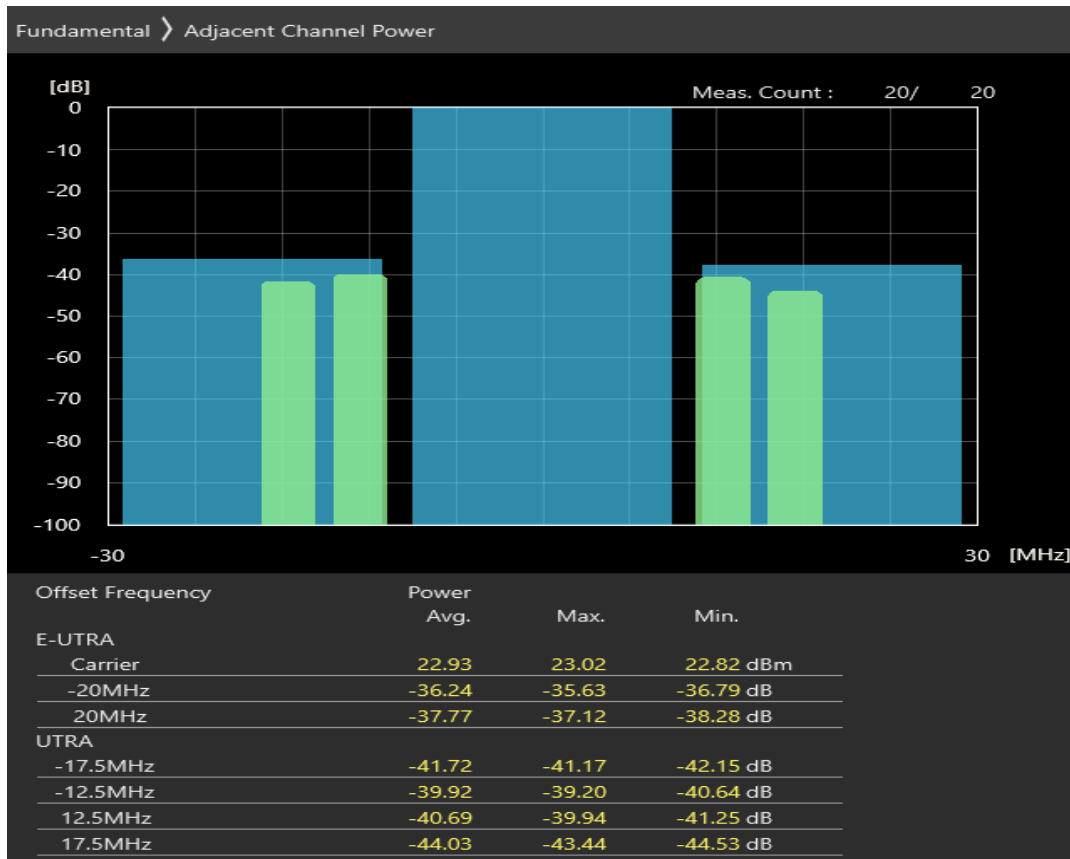 Fundamental ❯ Adjacent Channel Power
[dB]
Meas. Count : 20/ 20
0
-10
-20
-30
-40
-50
-60
-70
-80
-90
-100
-30 30 [MHz]
Offset Frequency Power
Avg. Max. Min.
E-UTRA
Carrier 22.93 23.02 22.82 dBm
-20MHz -36.24 -35.63 -36.79 dB
20MHz -37.77 -37.12 -38.28 dB
UTRA
-17.5MHz -41.72 -41.17 -42.15 dB
-12.5MHz -39.92 -39.20 -40.64 dB
12.5MHz -40.69 -39.94 -41.25 dB
17.5MHz -44.03 -43.44 -44.53 dB